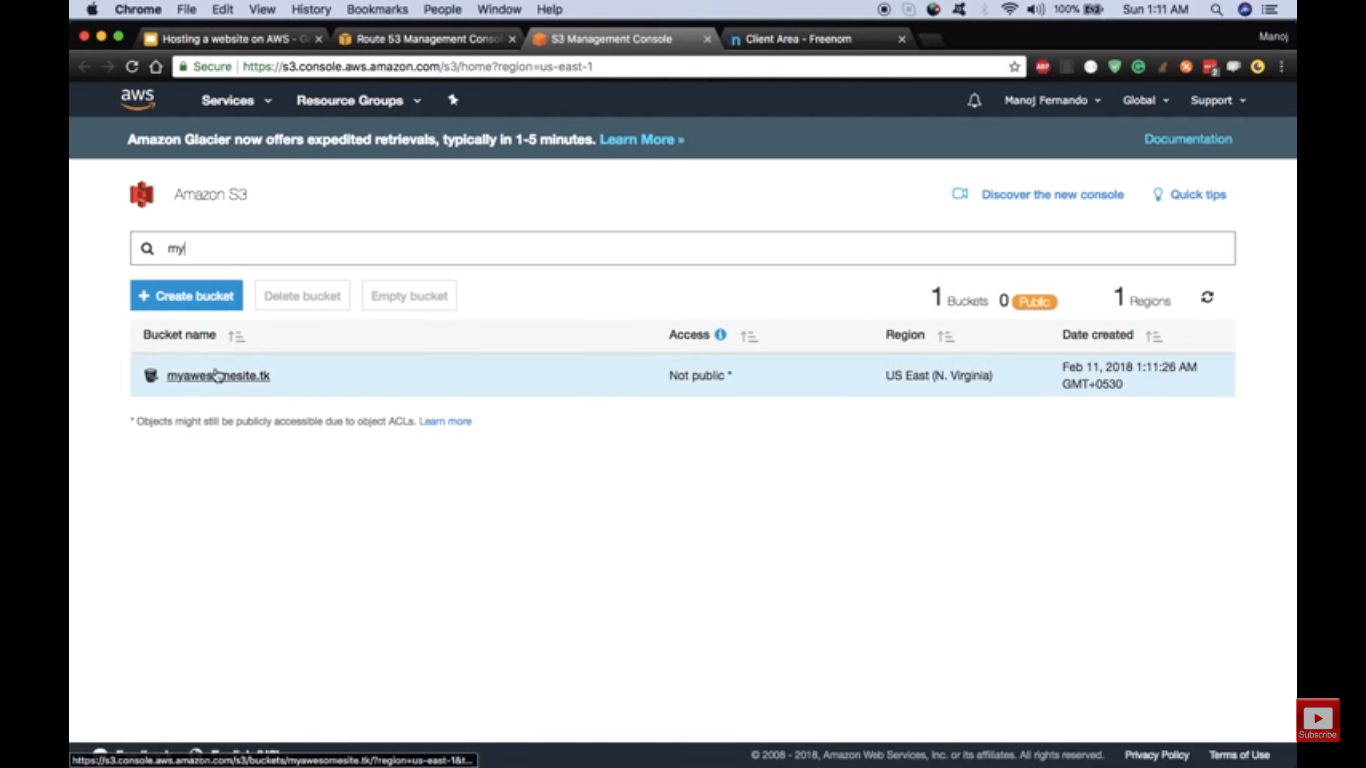 Chrome File Edit View History Bookmarks People Window Help 100% Sun 1:11 AM
Hosting a website on AWS - G Route 53 Management Conso S3 Management Console n Client Area - Freenom Manoj
Secure https://s3.console.aws.amazon.com/s3/home?region=us-east-1
aws Services Resource Groups Manoj Fernando Global Support
Amazon Glacier now offers expedited retrievals, typically in 1-5 minutes. Learn More » Documentation
Amazon S3 Discover the new console Quick tips
my
+ Create bucket Delete bucket Empty bucket 1 Buckets 0 Public 1 Regions
Bucket name Access Region Date created
myawesomesite.tk Not public * US East (N. Virginia) Feb 11, 2018 1:11:26 AM
GMT+0530
* Objects might still be publicly accessible due to object ACLs. Learn more
Subscribe
© 2008 - 2018, Amazon Web Services, Inc. or its affiliates. All rights reserved. Privacy Policy Terms of Use
https://s3.console.aws.amazon.com/s3/buckets/myawesomesite.tk/?region=us-east-1&t...